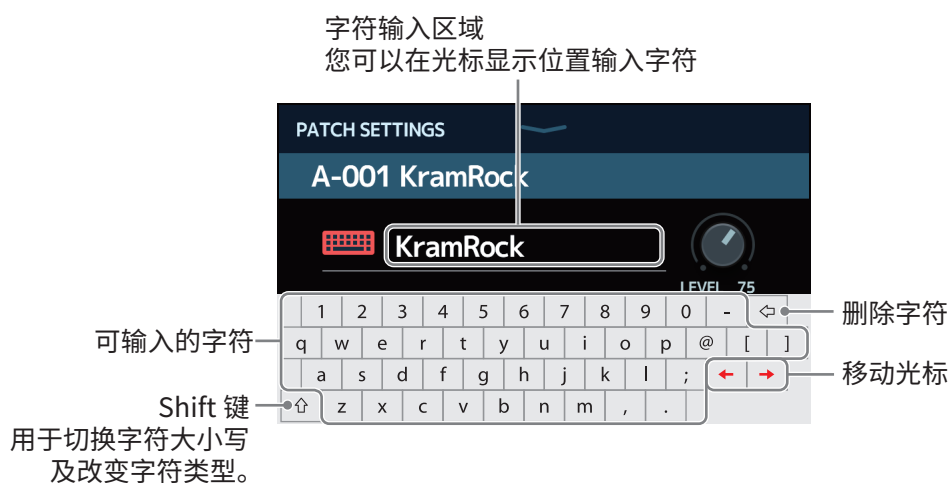 字符输入区域
您可以在光标显示位置输入字符
PATCH SETTINGS
A-001 KramRock
KramRock
LEVEL 75
1 2 3 4 5 6 7 8 9 0 -
删除字符
可输入的字符
q w e r t y u i o p @ [ ]
a s d f g h j k l ;
移动光标
Shift 键
z x c v b n m , .
用于切换字符大小写
及改变字符类型。